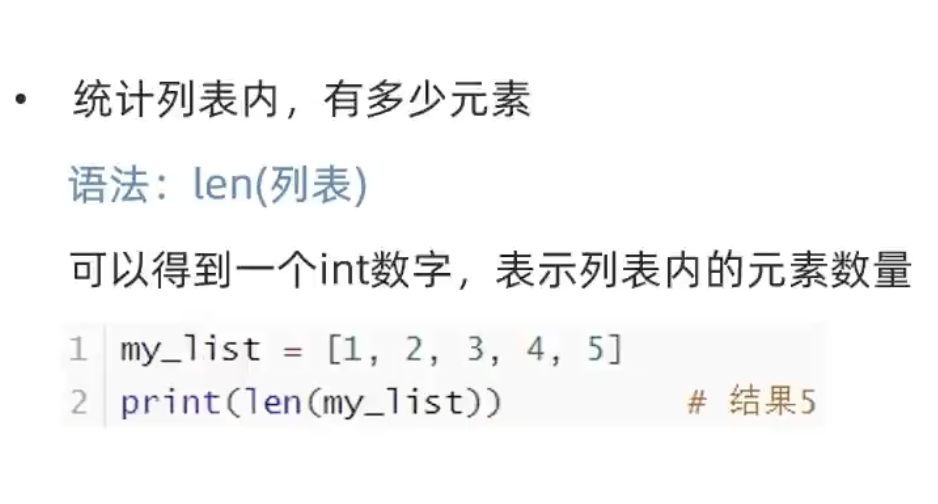 • 统计列表内，有多少元素
语法：len(列表)
可以得到一个int数字，表示列表内的元素数量
1 my_list = [1, 2, 3, 4, 5]
2 print(len(my_list)) # 结果5